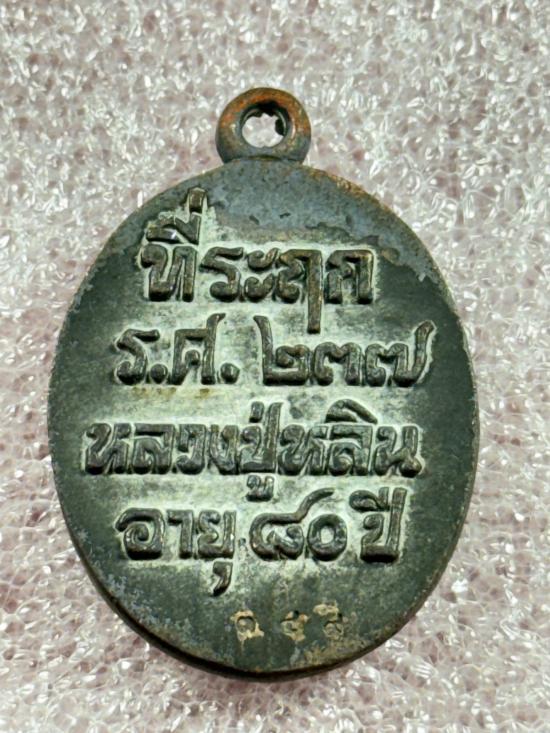 ที่ระฤก
ร.ศ. ๒๓๗
หลวงปู่หลิน
อายุ ๘๐ ปี